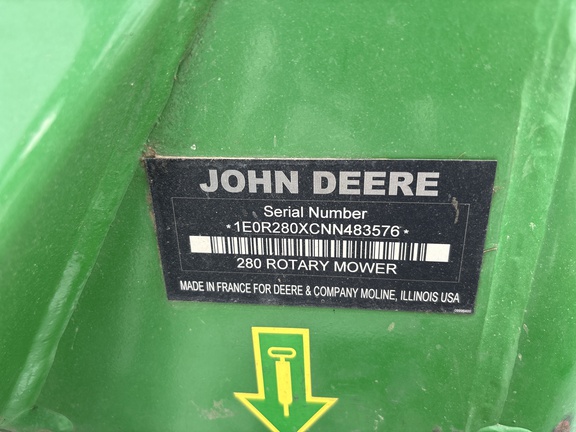 JOHN DEERE
Serial Number
*1E0R280XCNN483576*
280 ROTARY MOWER
MADE IN FRANCE FOR DEERE & COMPANY MOLINE, ILLINOIS USA